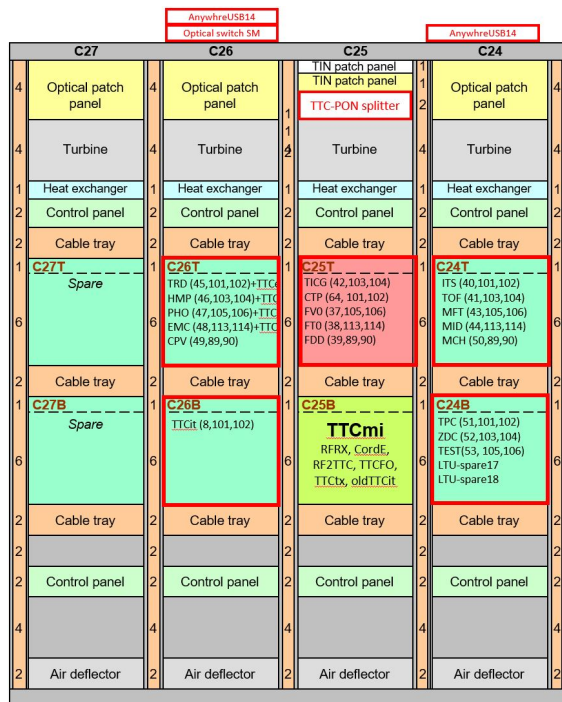 AnywhreUSB14
Optical switch SM
AnywhreUSB14
C27 C26 C25 C24
TIN patch panel 1
TIN patch panel 1
4 Optical patch panel 4 Optical patch panel 1 TTC-PON splitter 2 Optical patch panel 4
1
4 Turbine 4 Turbine 2 Turbine 4 Turbine 4
1 Heat exchanger 1 Heat exchanger 1 Heat exchanger 1 Heat exchanger 1
2 Control panel 2 Control panel 2 Control panel 2 Control panel 2
2 Cable tray 2 Cable tray 2 Cable tray 2 Cable tray 2
1 C27T 1 C26T 1 C25T 1 C24T 1
6 Spare 6
TRD (45,101,102)+TTC
HMP (46,103,104)+TTC
PHO (47,105,106)+TTC
EMC (48,113,114)+TTC
CPV (49,89,90)
6
TICG (42,103,104)
CTP (64, 101,102)
FV0 (37,105,106)
FT0 (38,113,114)
FDD (39,89,90)
6
ITS (40,101,102)
TOF (41,103,104)
MFT (43,105,106)
MID (44,113,114)
MCH (50,89,90)
6
2 Cable tray 2 Cable tray 2 Cable tray 2 Cable tray 2
1 C27B 1 C26B 1 C25B 1 C24B 1
6 Spare 6
TTCit (8,101,102)
6
TTCmi
RFRX, CordE,
RF2TTC, TTCFO,
TTCtx, oldTTCit
6
TPC (51,101,102)
ZDC (52,103,104)
TEST(53, 105,106)
LTU-spare17
LTU-spare18
6
2 Cable tray 2 Cable tray 2 Cable tray 2 Cable tray 2
2 2 2 2 2
2 Control panel 2 Control panel 2 Control panel 2 Control panel 2
4 4 4 4 4
2 Air deflector 2 Air deflector 2 Air deflector 2 Air deflector 2